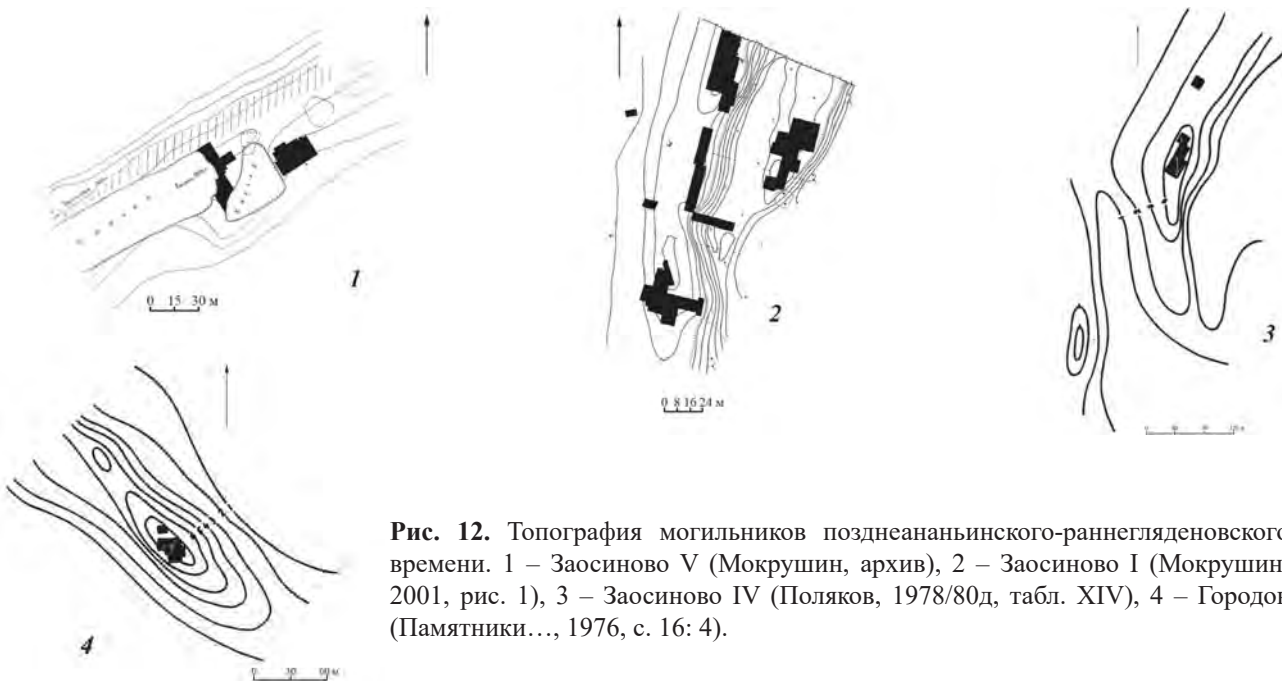 1
0 15 30 м
2
0 8 16 24 м
3
4
Рис. 12. Топография могильников позднеананьинского-раннегляденовского
времени. 1 – Заосиново V (Мокрушин, архив), 2 – Заосиново I (Мокрушин
2001, рис. 1), 3 – Заосиново IV (Поляков, 1978/80д, табл. XIV), 4 – Городок
(Памятники…, 1976, с. 16: 4).